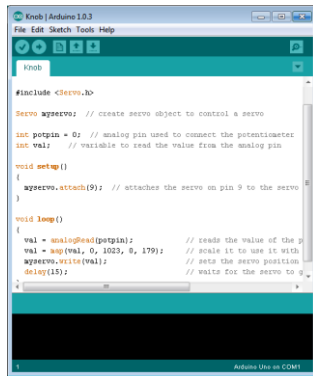 Knob | Arduino 1.0.3
File Edit Sketch Tools Help
Knob
#include <Servo.h>
Servo myservo;  // create servo object to control a servo
int potpin = 0;  // analog pin used to connect the potentiometer
int val;    // variable to read the value from the analog pin
void setup()
{
  myservo.attach(9);  // attaches the servo on pin 9 to the servo
}
void loop()
{
  val = analogRead(potpin);            // reads the value of the p
  val = map(val, 0, 1023, 0, 179);     // scale it to use it with
  myservo.write(val);                  // sets the servo position
  delay(15);                           // waits for the servo to g
1
Arduino Uno on COM1